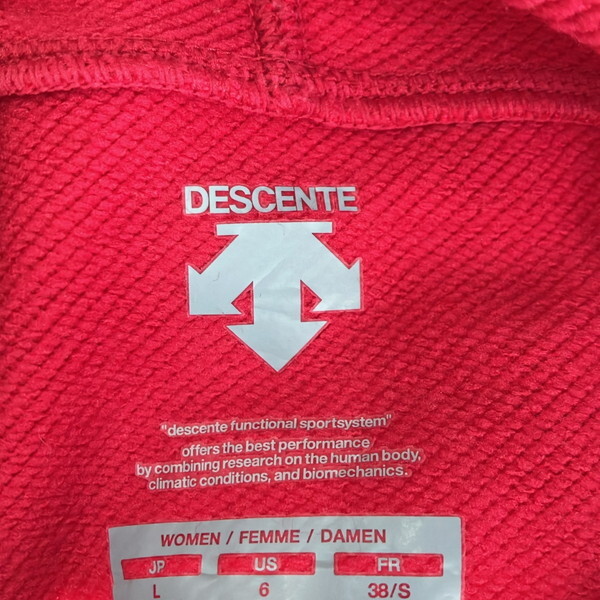 DESCENTE
"descente functional sportsystem"
offers the best performance
by combining research on the human body,
climatic conditions, and biomechanics.
WOMEN / FEMME / DAMEN
JP US FR
L 6 38/S